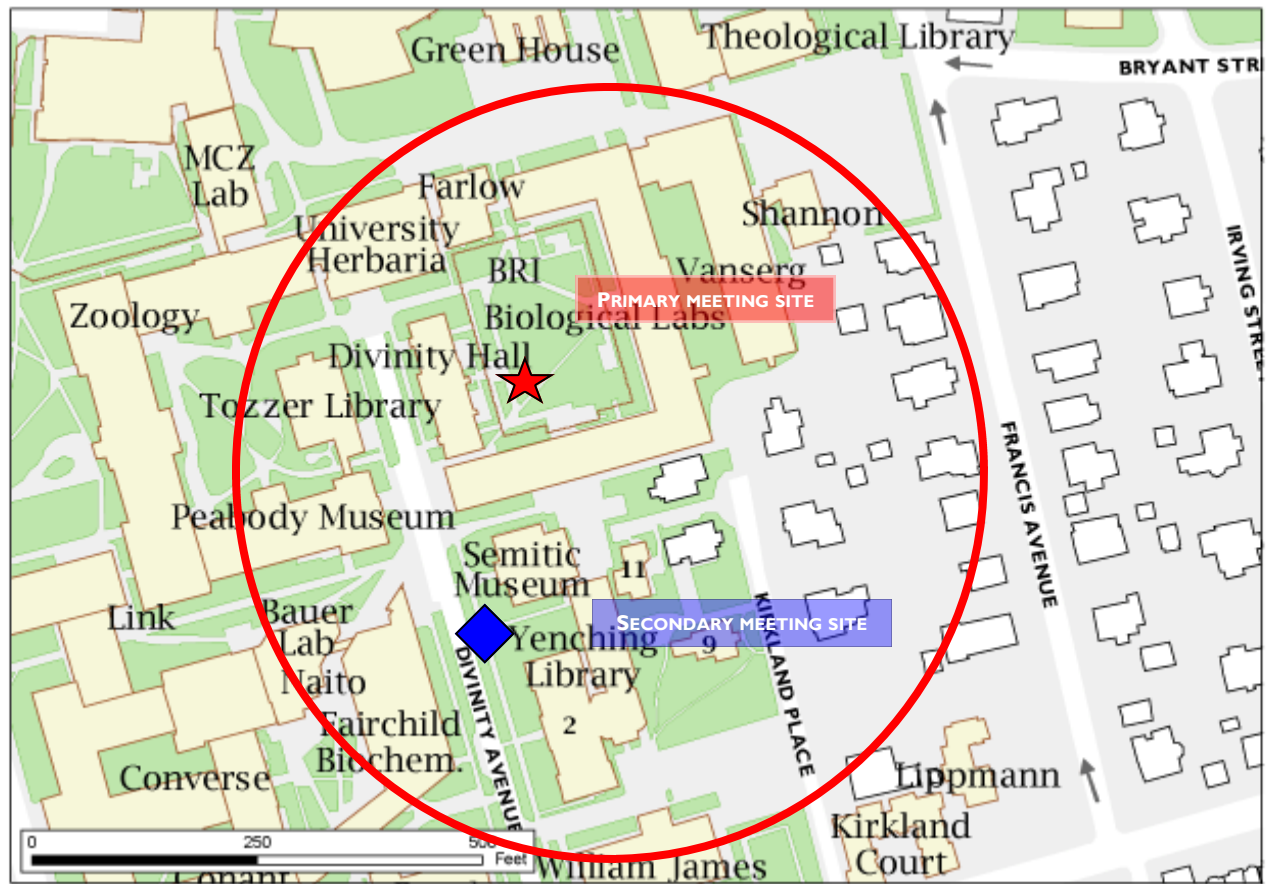 Green House
Theological Library
BRYANT STR
MCZ
Lab
Farlow
Shannon
University
Herbaria
BRI
Vanserg
PRIMARY MEETING SITE
Zoology
Biological Labs
IRVING STREE
Divinity Hall
Tozzer Library
FRANCIS AVENUE
Peabody Museum
Semitic
Museum
11
Link
Bauer
Lab
SECONDARY MEETING SITE
Yenching
Library
9
KIRKLAND PLACE
DIVINITY AVENUE
Naito
2
Fairchild
Biochem.
Converse
Lippmann
Kirkland
Court
0
250
500
Feet
William James
Conant